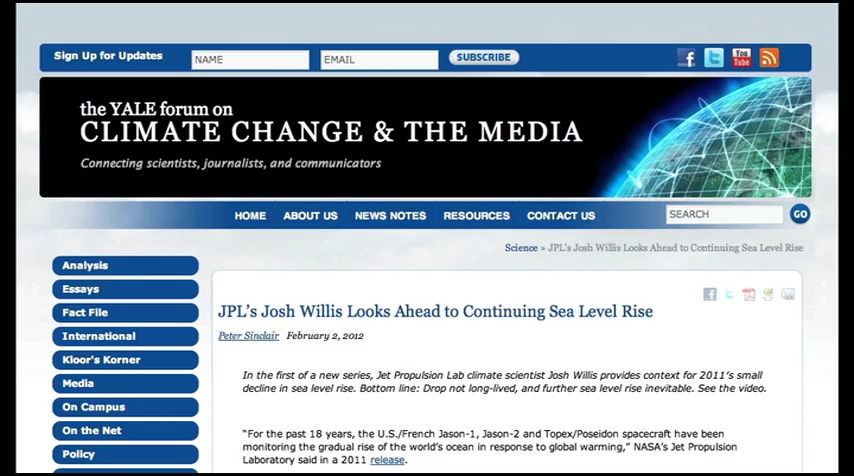 Sign Up for Updates NAME EMAIL SUBSCRIBE f t You Tube
the YALE forum on
CLIMATE CHANGE & THE MEDIA
Connecting scientists, journalists, and communicators
HOME ABOUT US NEWS NOTES RESOURCES CONTACT US SEARCH GO
Science » JPL's Josh Willis Looks Ahead to Continuing Sea Level Rise
Analysis
Essays
Fact File
International
Kloor's Korner
Media
On Campus
On the Net
Policy
JPL's Josh Willis Looks Ahead to Continuing Sea Level Rise
Peter Sinclair February 2, 2012
In the first of a new series, Jet Propulsion Lab climate scientist Josh Willis provides context for 2011's small
decline in sea level rise. Bottom line: Drop not long-lived, and further sea level rise inevitable. See the video.
"For the past 18 years, the U.S./French Jason-1, Jason-2 and Topex/Poseidon spacecraft have been
monitoring the gradual rise of the world's ocean in response to global warming," NASA's Jet Propulsion
Laboratory said in a 2011 release.